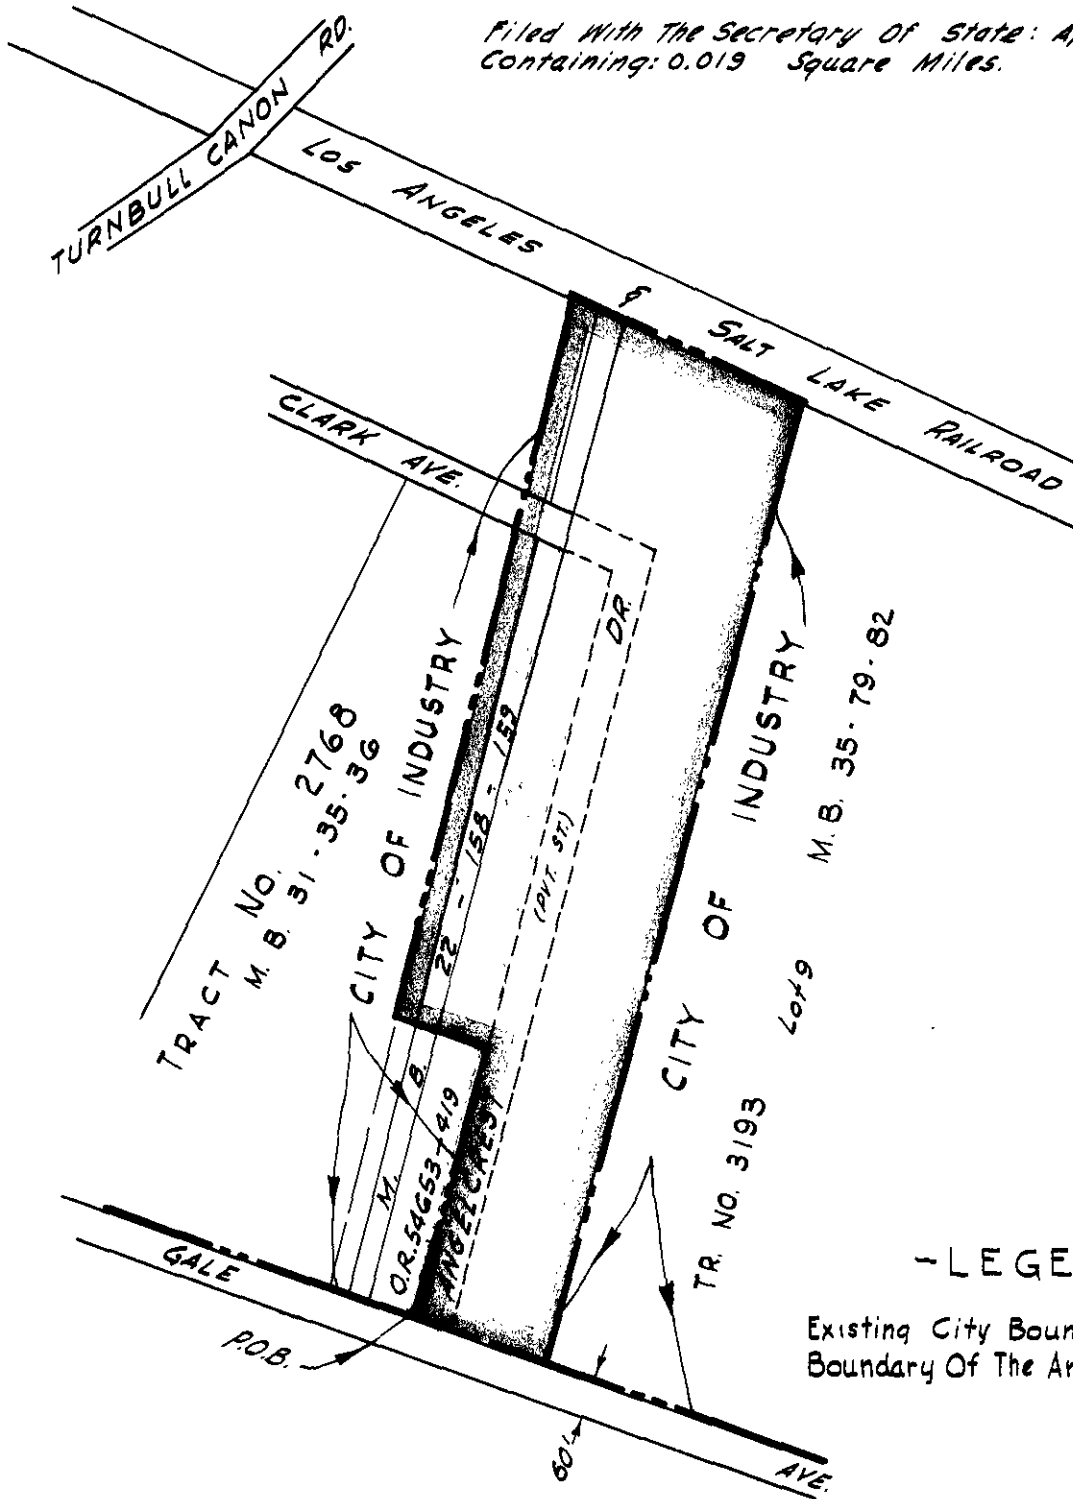 Filed With The Secretary Of State:
Containing: 0.019 Square Miles.
TURNBULL CANON RD.
LOS ANGELES & SALT LAKE RAILROAD
CLARK AVE.
DR.
CITY OF INDUSTRY
TRACT No. 2768
M. B. 31 - 35 - 36
M. B. 22 - 158 - 159
(PVT. ST.)
CITY OF INDUSTRY
M. B. 35 - 79 - 82
TR. NO. 3193 Lot 9
O.R. 54653 - 419
ANGELCREST
GALE AVE.
P.O.B.
60'
- LEGE
Existing City Boun
Boundary Of The An